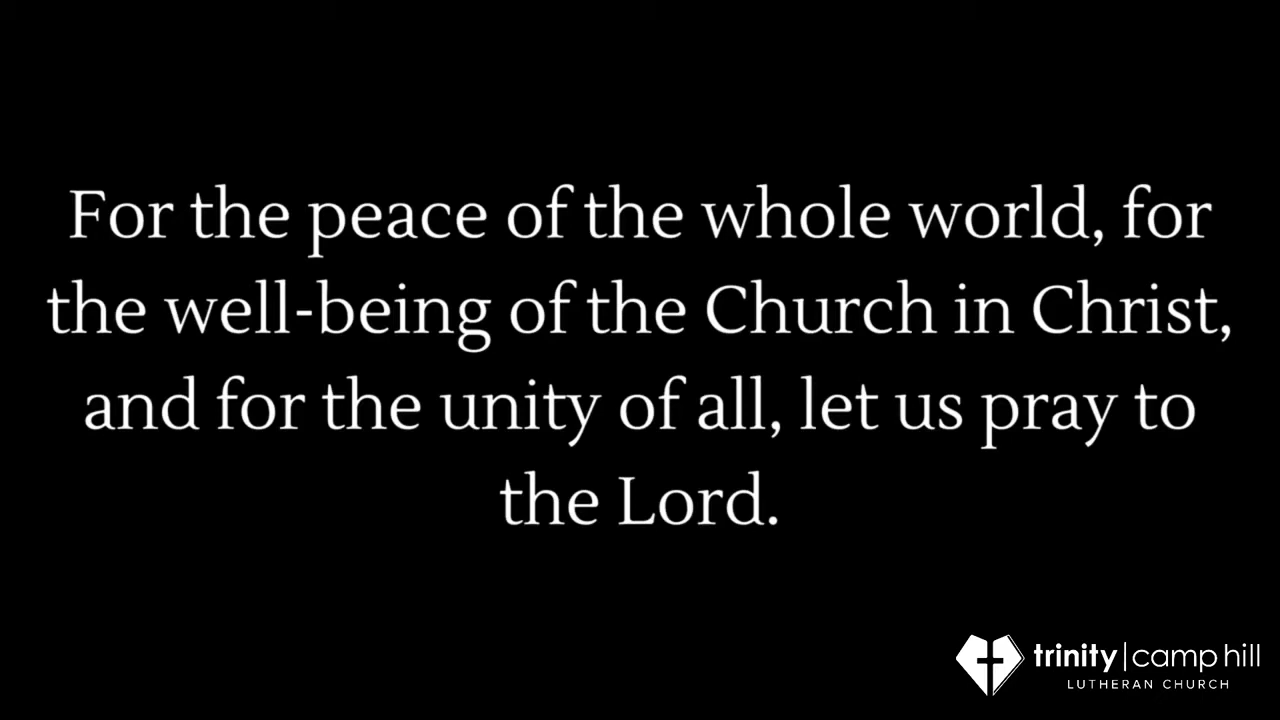 For the peace of the whole world, for
the well-being of the Church in Christ,
and for the unity of all, let us pray to
the Lord.
trinity|camp hill
LUTHERAN CHURCH